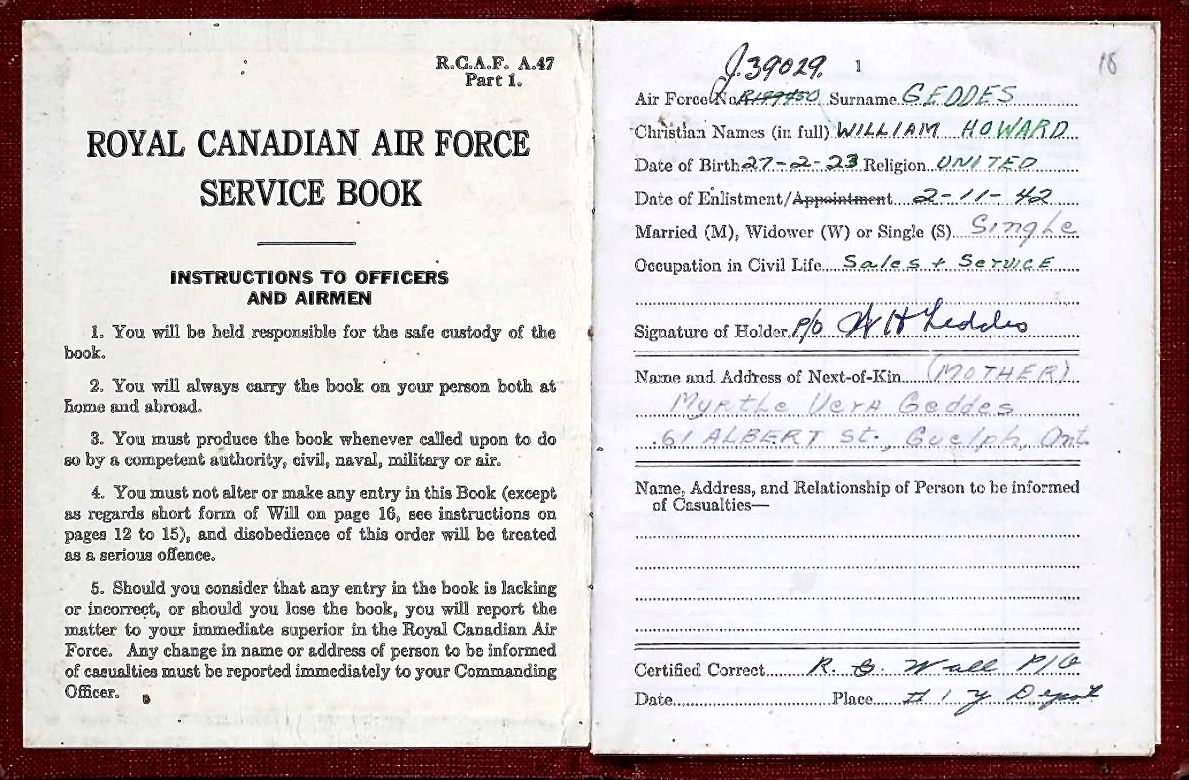 R.C.A.F. A.47
Part 1.
ROYAL CANADIAN AIR FORCE
SERVICE BOOK
INSTRUCTIONS TO OFFICERS
AND AIRMEN
1. You will be held responsible for the safe custody of the
book.
2. You will always carry the book on your person both at
home and abroad.
3. You must produce the book whenever called upon to do
so by a competent authority, civil, naval, military or air.
4. You must not alter or make any entry in this Book (except
as regards short form of Will on page 16, see instructions on
pages 12 to 15), and disobedience of this order will be treated
as a serious offence.
5. Should you consider that any entry in the book is lacking
or incorrect, or should you lose the book, you will report the
matter to your immediate superior in the Royal Canadian Air
Force. Any change in name or address of person to be informed
of casualties must be reported immediately to your Commanding
Officer.
J.39029. 1
Air Force No. Surname GEDDES
Christian Names (in full) WILLIAM HOWARD
Date of Birth 27-2-23 Religion UNITED
Date of Enlistment/Appointment 2-11-42
Married (M), Widower (W) or Single (S) Single
Occupation in Civil Life Sales + Service
Signature of Holder P/O W H Geddes
Name and Address of Next-of-Kin (MOTHER)
Myrthe Vera Geddes
61 ALBERT St., Guelph, Ont.
Name, Address, and Relationship of Person to be informed
of Casualties—
Certified Correct R. G. Wall P/O
Date Place Depot